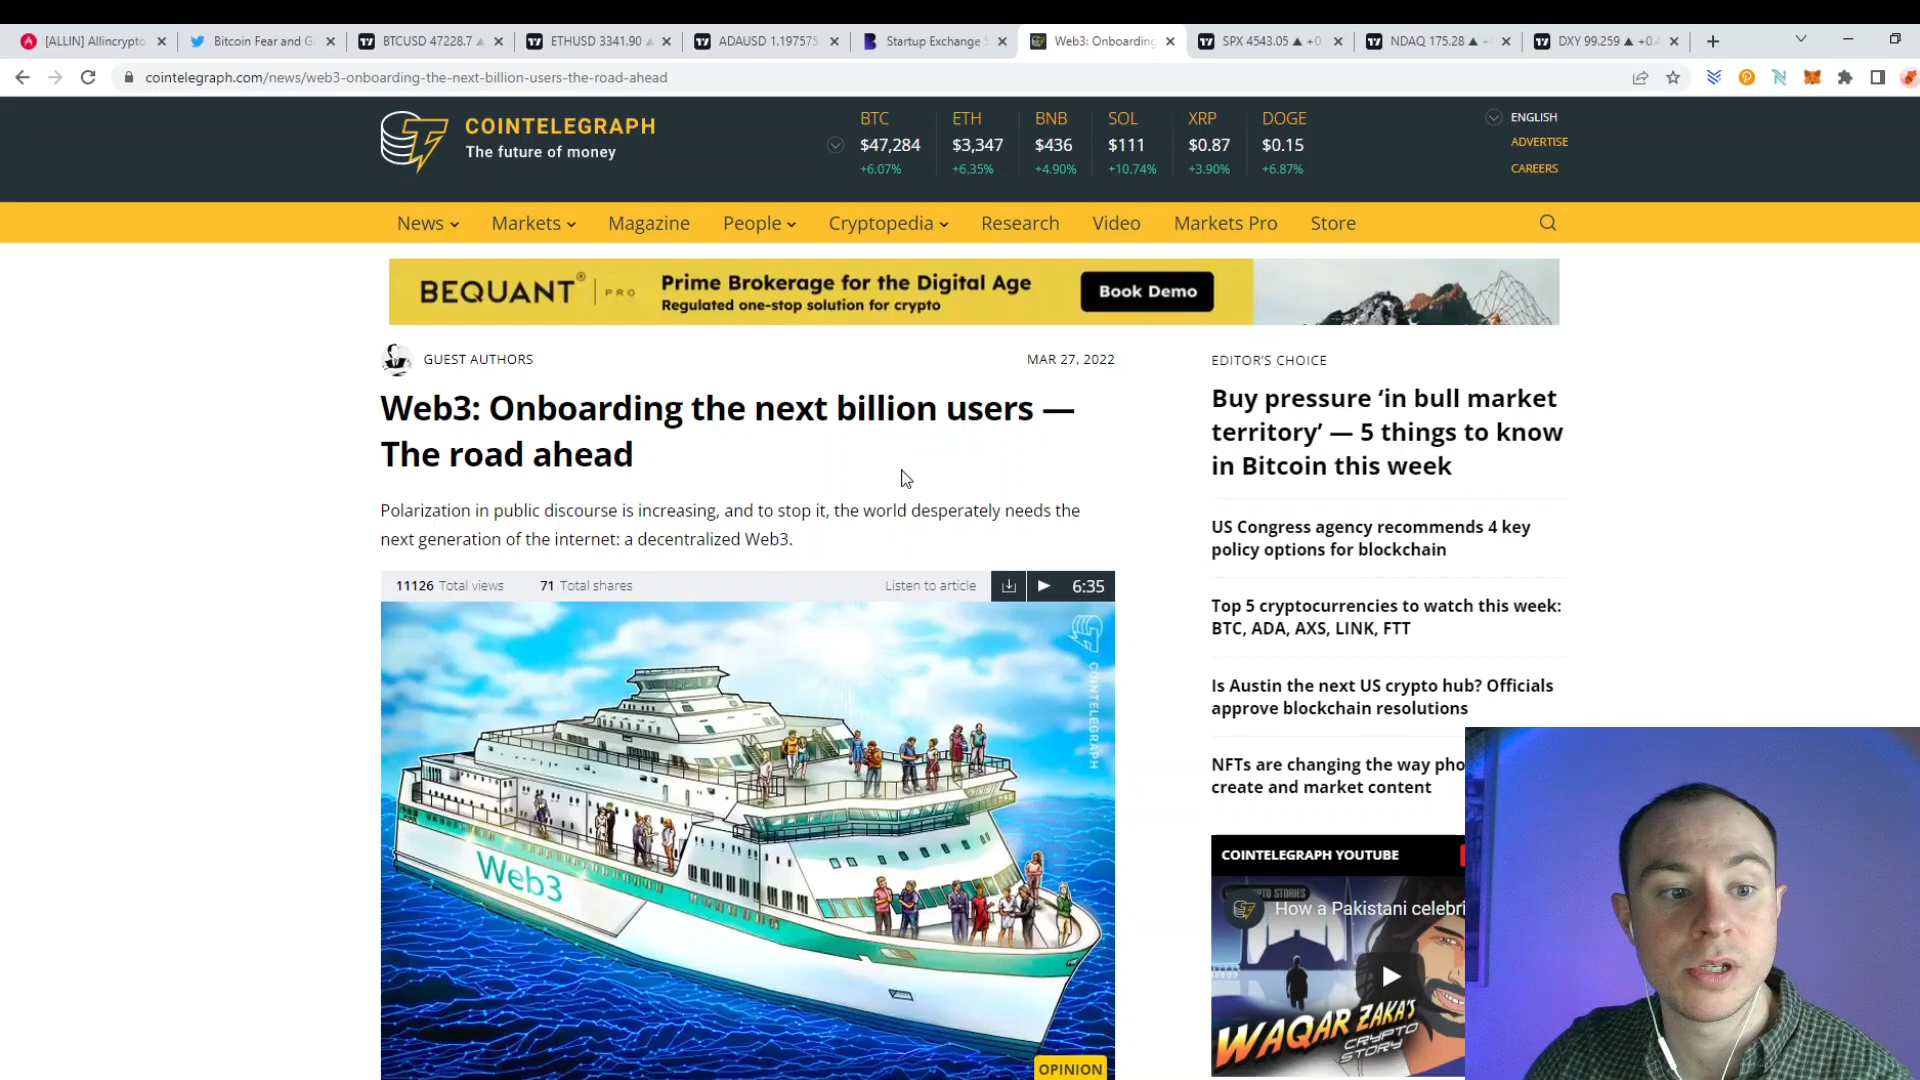 [ALLIN] Allincrypto
Bitcoin Fear and G
BTCUSD 47228.7
ETHUSD 3341.90
ADAUSD 1.197575
Startup Exchange
Web3: Onboarding
SPX 4543.05 ▲ +0
NDAQ 175.28 ▲
DXY 99.259 ▲ +0.
cointelegraph.com/news/web3-onboarding-the-next-billion-users-the-road-ahead
COINTELEGRAPH
The future of money
BTC ETH BNB SOL XRP DOGE
$47,284 $3,347 $436 $111 $0.87 $0.15
+6.07% +6.35% +4.90% +10.74% +3.90% +6.87%
ENGLISH
ADVERTISE
CAREERS
News Markets Magazine People Cryptopedia Research Video Markets Pro Store
BEQUANT® | PRO
Prime Brokerage for the Digital Age
Regulated one-stop solution for crypto
Book Demo
GUEST AUTHORS
MAR 27, 2022
Web3: Onboarding the next billion users —
The road ahead
Polarization in public discourse is increasing, and to stop it, the world desperately needs the
next generation of the internet: a decentralized Web3.
11126 Total views 71 Total shares
Listen to article
6:35
COINTELEGRAPH
Web3
OPINION
EDITOR'S CHOICE
Buy pressure ‘in bull market
territory’ — 5 things to know
in Bitcoin this week
US Congress agency recommends 4 key
policy options for blockchain
Top 5 cryptocurrencies to watch this week:
BTC, ADA, AXS, LINK, FTT
Is Austin the next US crypto hub? Officials
approve blockchain resolutions
NFTs are changing the way pho
create and market content
COINTELEGRAPH YOUTUBE
How a Pakistani celebri
WAQAR ZAKA'S
CRYPTO
STORY